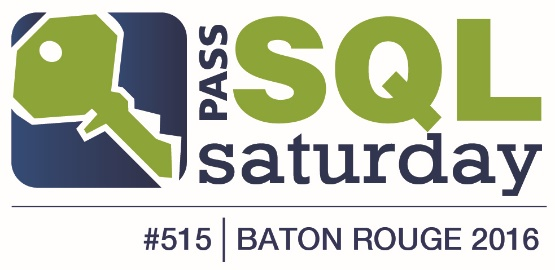 PASS SQL
saturday
#515 | BATON ROUGE 2016